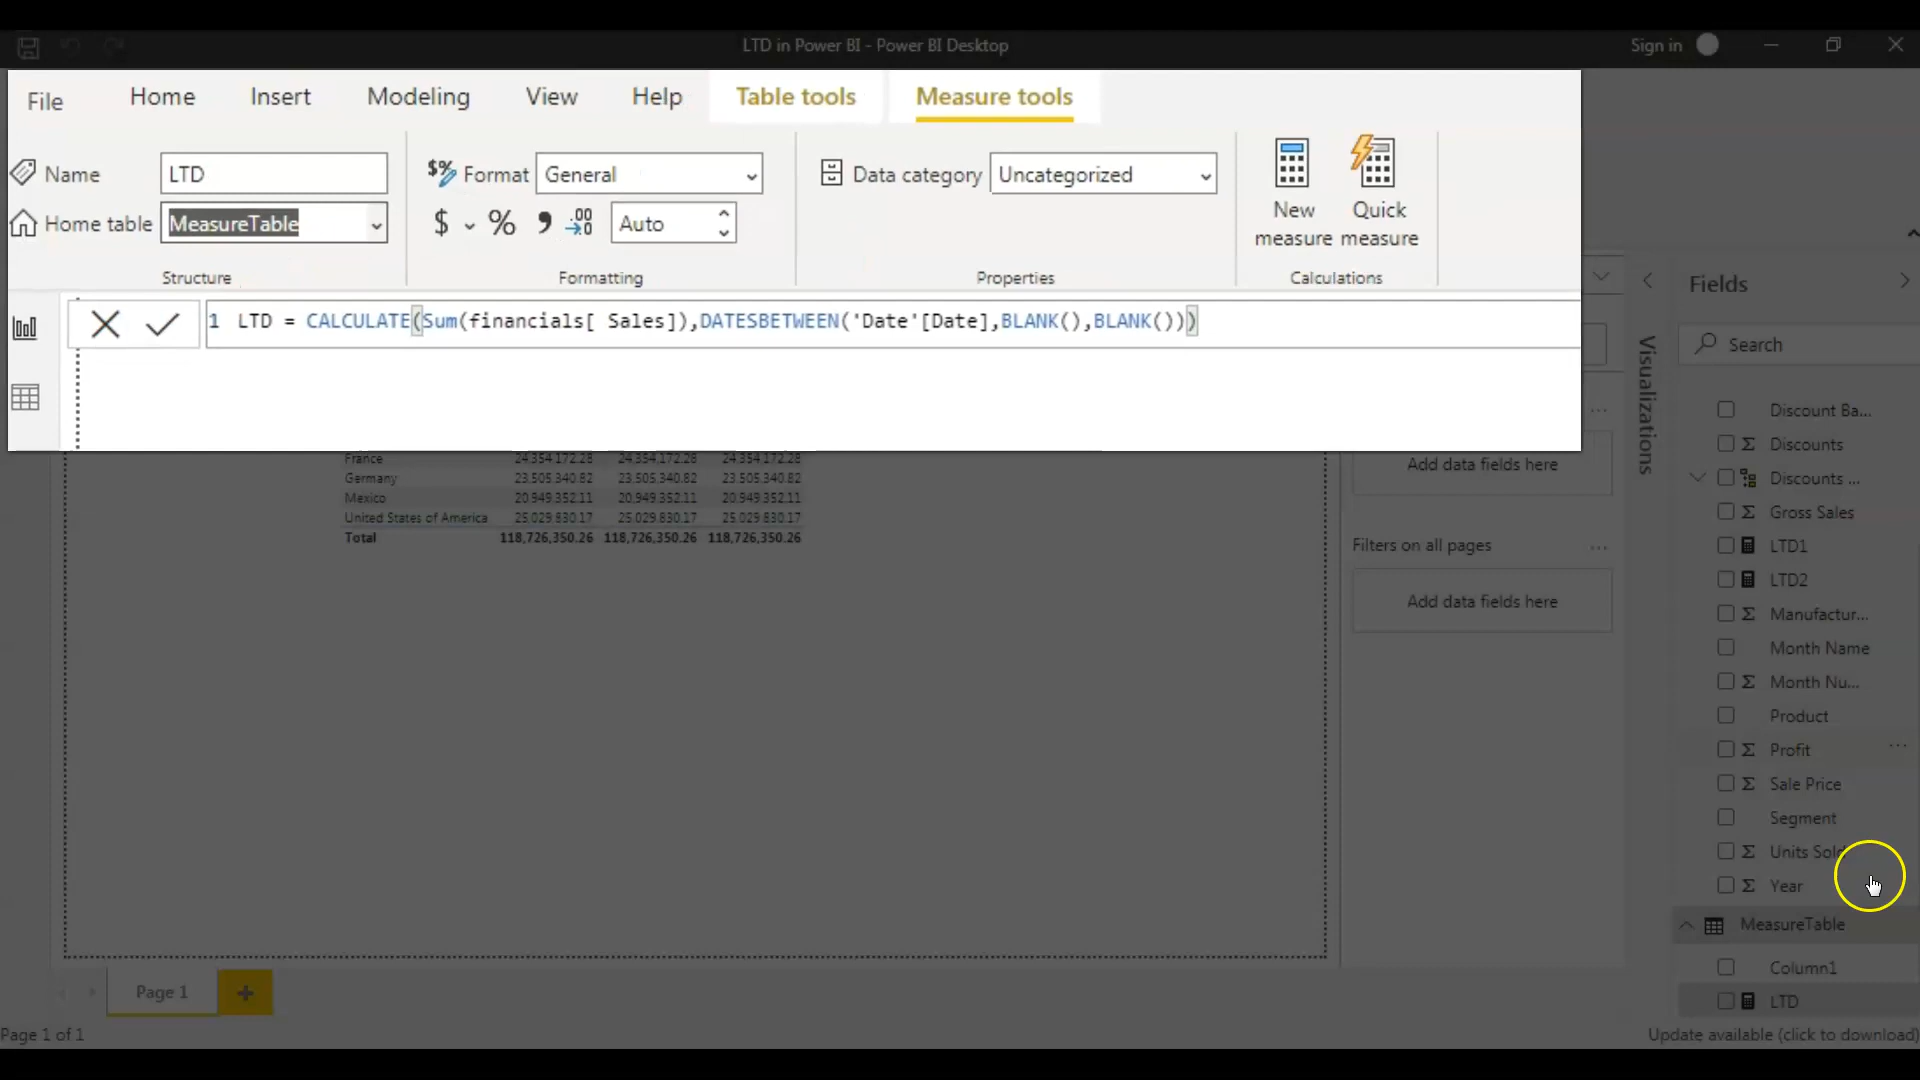 LTD in Power BI - Power BI Desktop
Sign in
File Home Insert Modeling View Help Table tools Measure tools
Name LTD
Format General
Data category Uncategorized
Home table MeasureTable
$ % Auto
New measure
Quick measure
Structure Formatting Properties Calculations
1 LTD = CALCULATE(Sum(financials[ Sales]),DATESBETWEEN('Date'[Date],BLANK(),BLANK()))
France 24,354,172.28 24,354,172.28 24,354,172.28
Germany 23,505,340.82 23,505,340.82 23,505,340.82
Mexico 20,949,352.11 20,949,352.11 20,949,352.11
United States of America 25,029,830.17 25,029,830.17 25,029,830.17
Total 118,726,350.26 118,726,350.26 118,726,350.26
Add data fields here
Filters on all pages
Add data fields here
Visualizations
Fields
Search
Discount Ba...
Discounts
Discounts ...
Gross Sales
LTD1
LTD2
Manufactur...
Month Name
Month Nu...
Product
Profit
Sale Price
Segment
Units Sold
Year
MeasureTable
Column1
LTD
Page 1
Page 1 of 1
Update available (click to download)